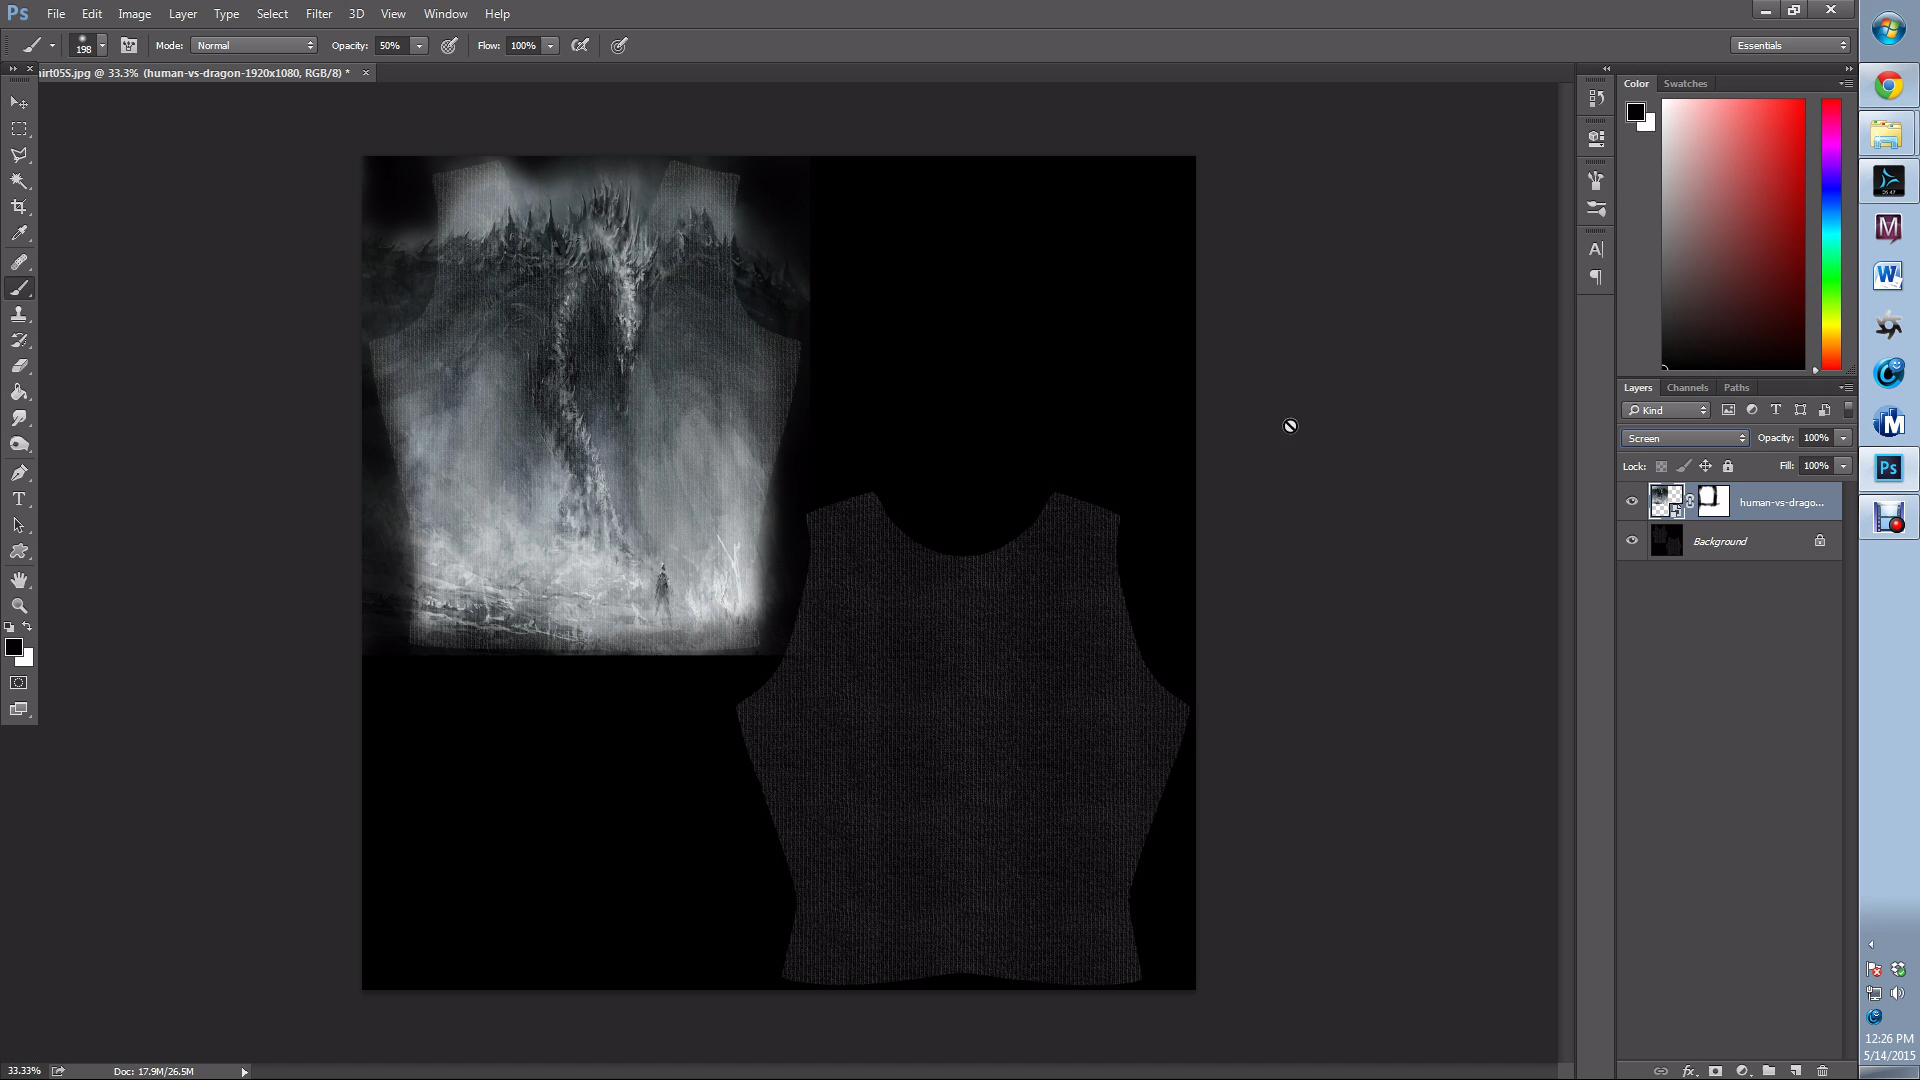 Ps File Edit Image Layer Type Select Filter 3D View Window Help
198 Mode: Normal Opacity: 50% Flow: 100% Essentials
hirt05S.jpg @ 33.3% (human-vs-dragon-1920x1080, RGB/8) * ×
Color Swatches
Layers Channels Paths
Kind
Screen Opacity: 100%
Lock: Fill: 100%
human-vs-drago...
Background
33.33% Doc: 17.9M/26.5M
12:26 PM
5/14/2015